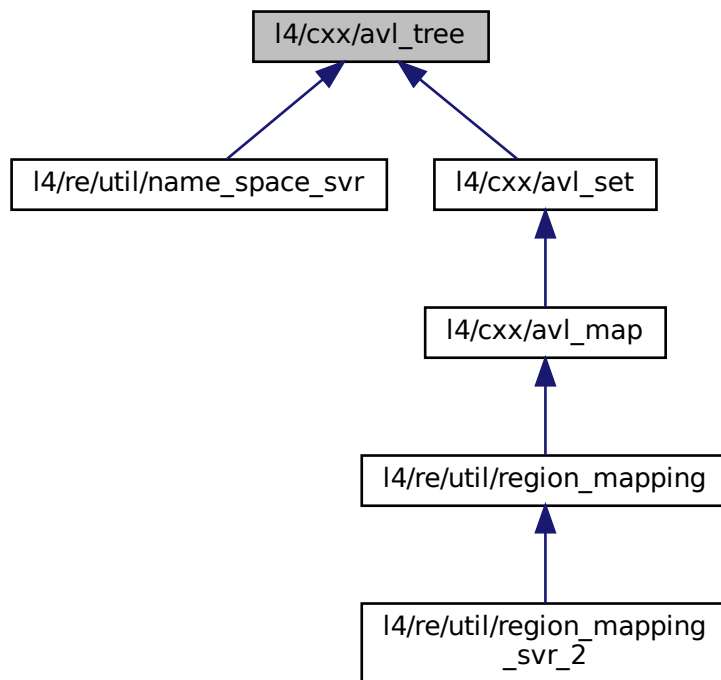 l4/cxx/avl_tree
l4/re/util/name_space_svr
l4/cxx/avl_set
l4/cxx/avl_map
l4/re/util/region_mapping
l4/re/util/region_mapping
_svr_2